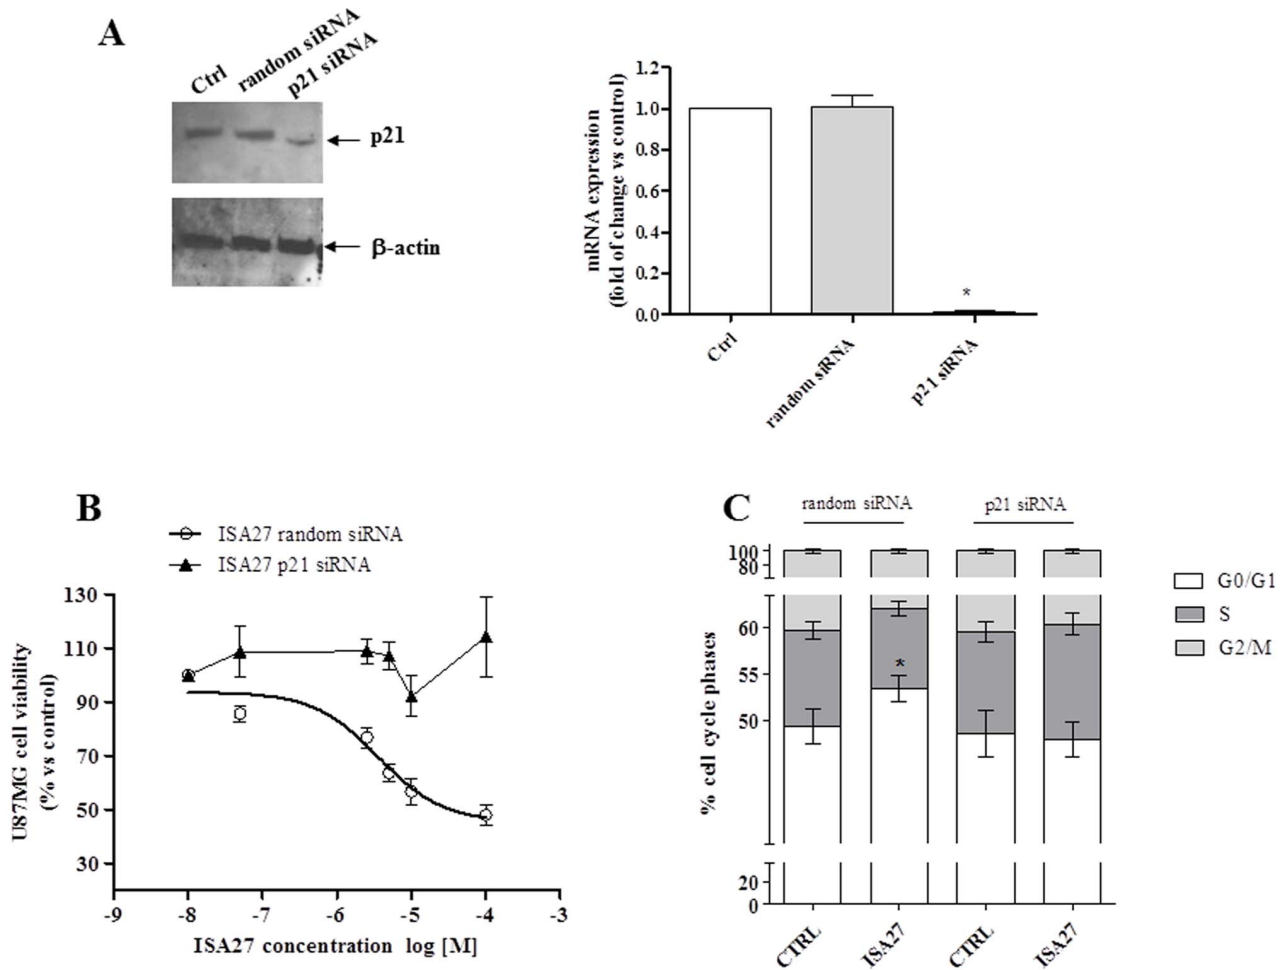 A
Ctrl
random siRNA
p21 siRNA
p21
β-actin
mRNA expression
(fold of change vs control)
1.2
1.0
0.8
0.6
0.4
0.2
0.0
*
Ctrl
random siRNA
p21 siRNA
B
ISA27 random siRNA
ISA27 p21 siRNA
U87MG cell viability
(% vs control)
130
110
90
70
50
30
-9 -8 -7 -6 -5 -4 -3
ISA27 concentration log [M]
C
random siRNA
p21 siRNA
% cell cycle phases
100
80
60
55
50
20
0
*
CTRL
ISA27
CTRL
ISA27
G0/G1
S
G2/M